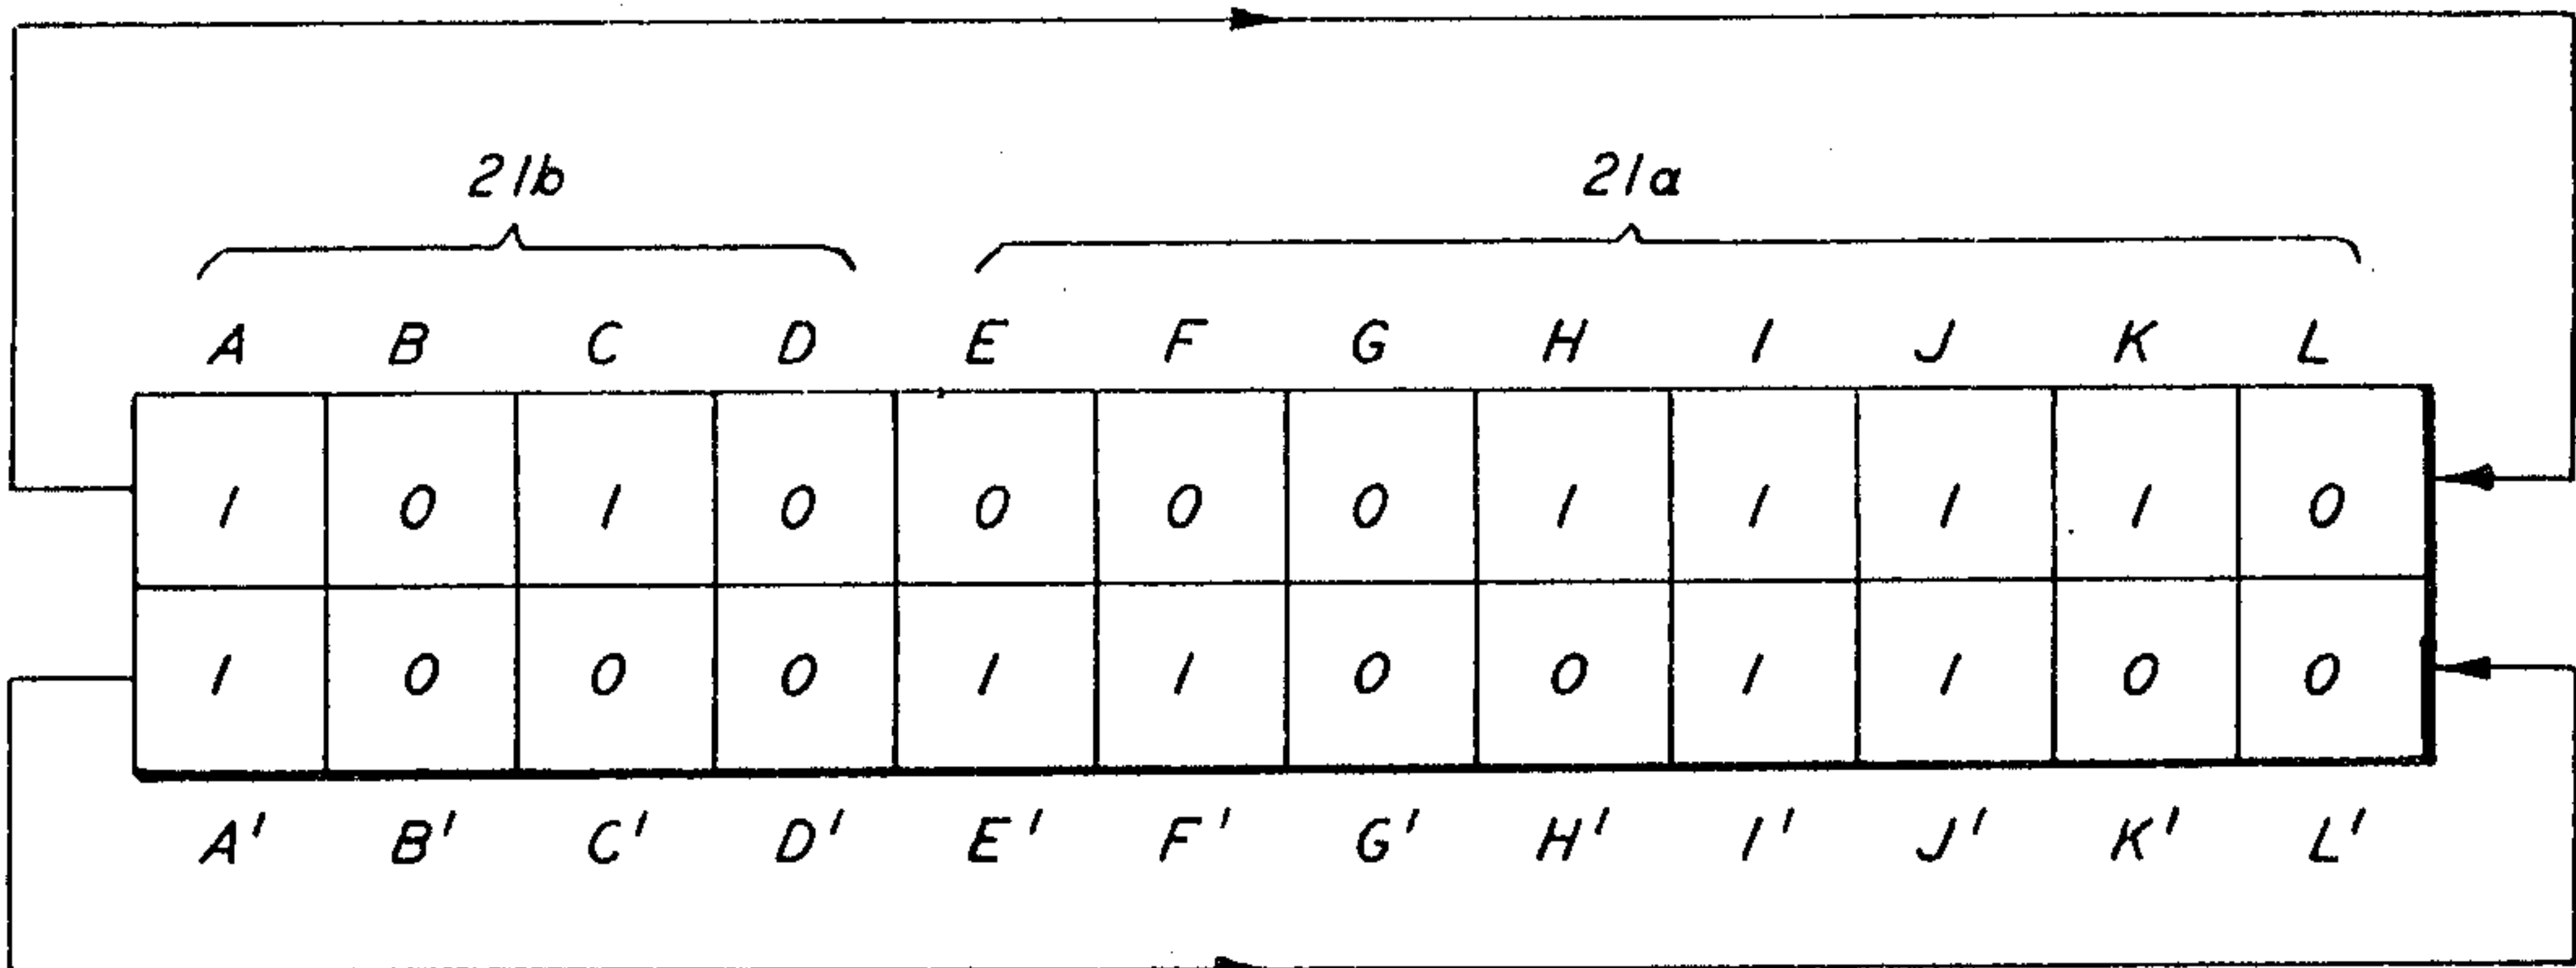 21b 21a
A B C D E F G H I J K L
1 0 1 0 0 0 0 1 1 1 1 0
1 0 0 0 1 1 0 0 1 1 0 0
A' B' C' D' E' F' G' H' I' J' K' L'